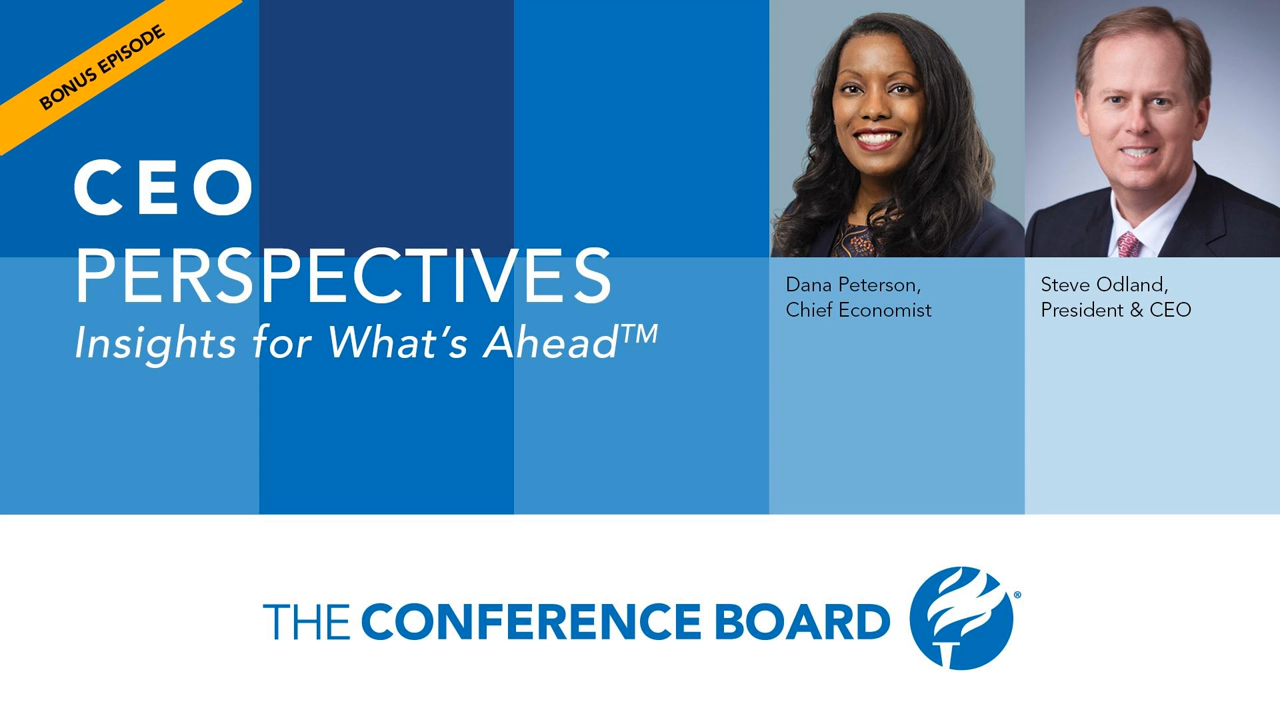 BONUS EPISODE
CEO
PERSPECTIVES
Insights for What's Ahead™
Dana Peterson,
Chief Economist
Steve Odland,
President & CEO
THE CONFERENCE BOARD®